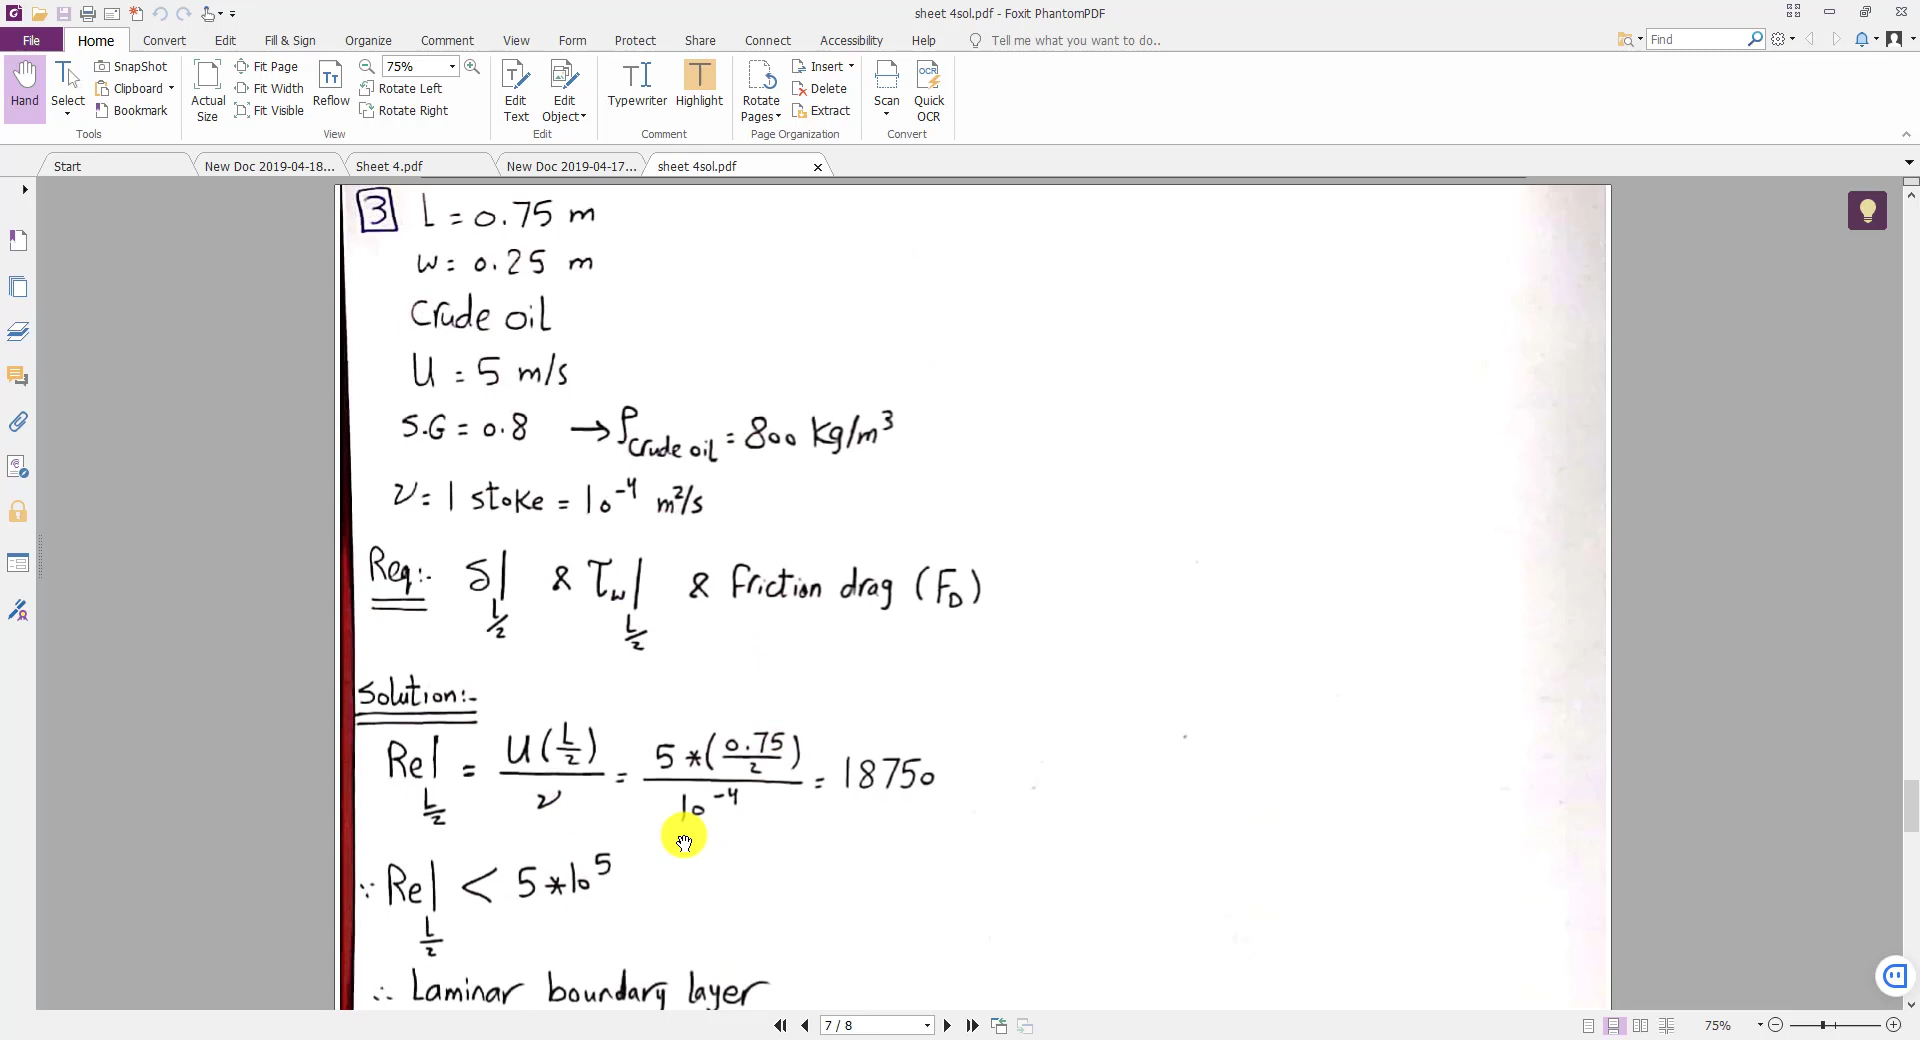 sheet 4sol.pdf - Foxit PhantomPDF
File Home Convert Edit Fill & Sign Organize Comment View Form Protect Share Connect Accessibility Help Tell me what you want to do.. Find
Hand
Select
SnapShot
Clipboard
Bookmark
Tools
Actual Size
Fit Page
Fit Width
Fit Visible
Reflow
75%
Rotate Left
Rotate Right
View
Edit Text
Edit Object
Edit
Typewriter
Highlight
Comment
Rotate Pages
Insert
Delete
Extract
Page Organization
Scan
Quick OCR
Convert
Start
New Doc 2019-04-18...
Sheet 4.pdf
New Doc 2019-04-17...
sheet 4sol.pdf
3 L = 0.75 m
w = 0.25 m
Crude oil
U = 5 m/s
S.G = 0.8 → ρ crude oil = 800 kg/m³
ν = 1 stoke = 10⁻⁴ m²/s
Req:- δ| L/2 & τw| L/2 & Friction drag (FD)
Solution:-
Re| L/2 = U(L/2)/ν = 5*(0.75/2)/10⁻⁴ = 18750
∵ Re| L/2 < 5*10⁵
∴ Laminar boundary layer
7 / 8
75%